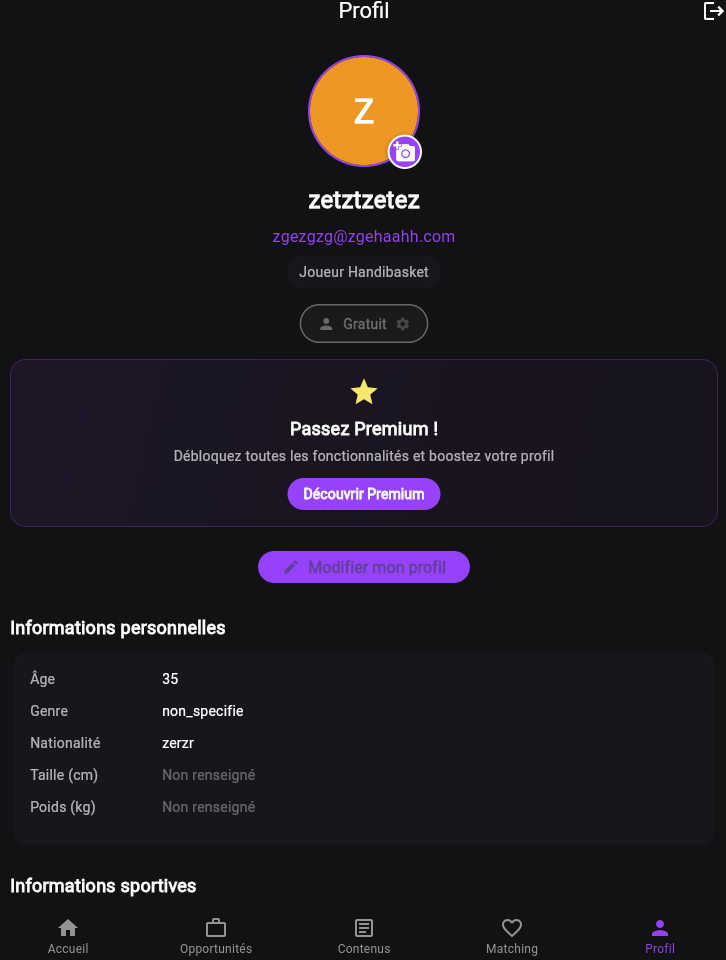 Profil
Z
zetztzetez
zgezgzg@zgehaahh.com
Joueur Handibasket
Gratuit
Passez Premium !
Débloquez toutes les fonctionnalités et boostez votre profil
Découvrir Premium
Modifier mon profil
Informations personnelles
Âge 35
Genre non_specifie
Nationalité zerzr
Taille (cm) Non renseigné
Poids (kg) Non renseigné
Informations sportives
Accueil Opportunités Contenus Matching Profil